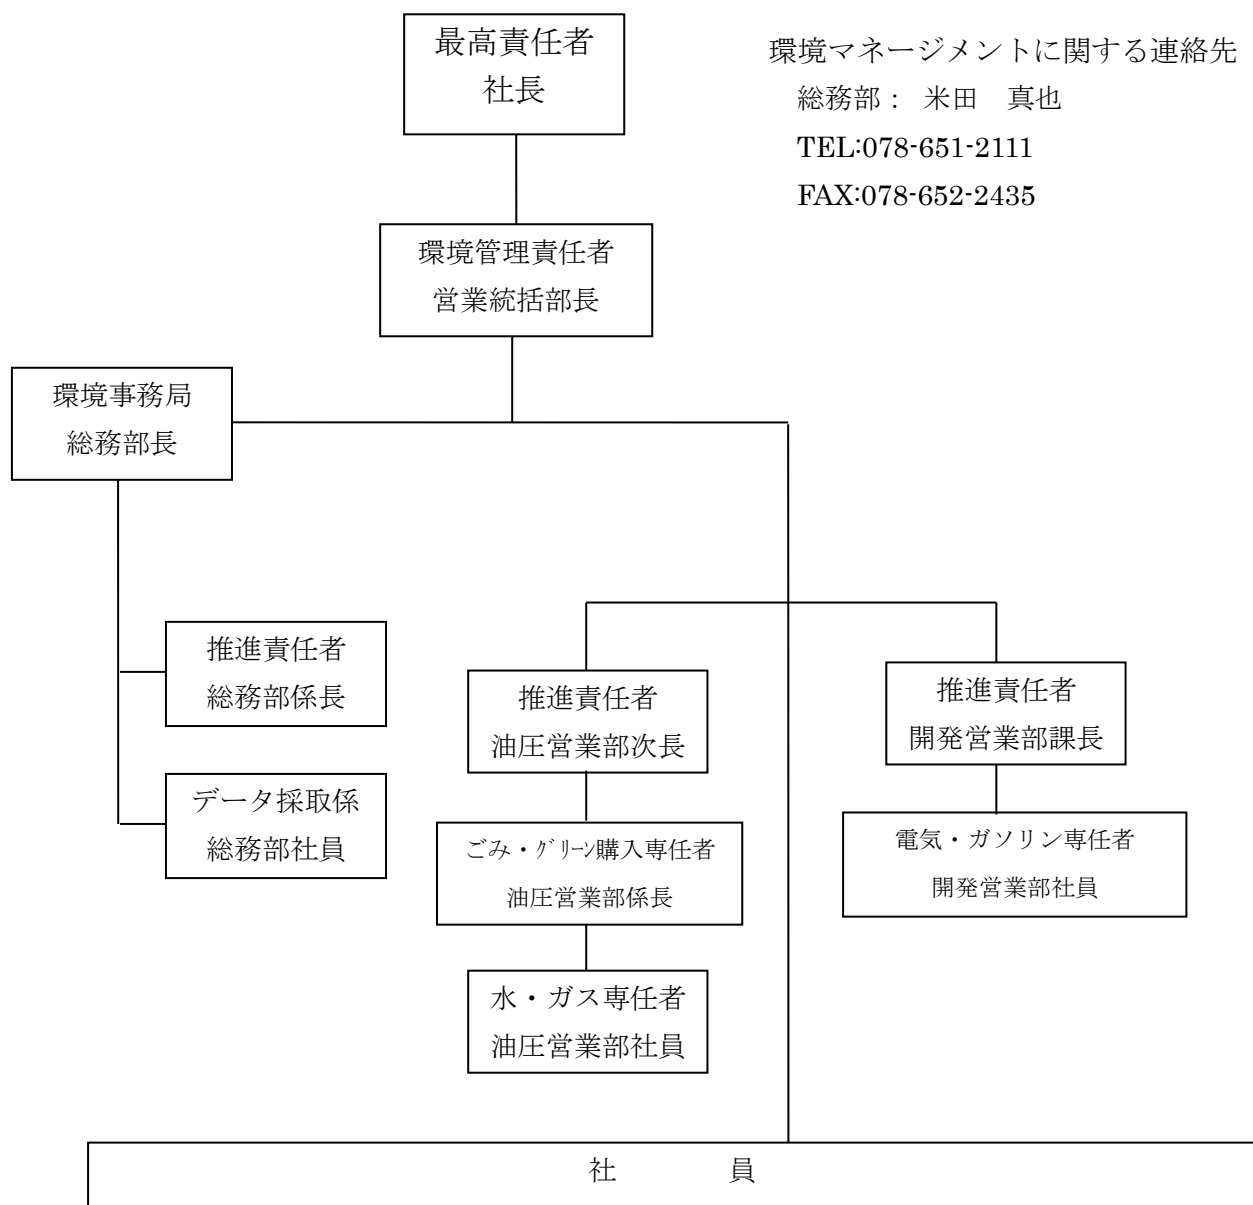 最高責任者
社長
環境マネージメントに関する連絡先
総務部： 米田　真也
TEL:078-651-2111
FAX:078-652-2435
環境管理責任者
営業統括部長
環境事務局
総務部長
推進責任者
総務部係長
データ採取係
総務部社員
推進責任者
油圧営業部次長
ごみ・ｸﾞﾘｰﾝ購入専任者
油圧営業部係長
水・ガス専任者
油圧営業部社員
推進責任者
開発営業部課長
電気・ガソリン専任者
開発営業部社員
社　　　　員